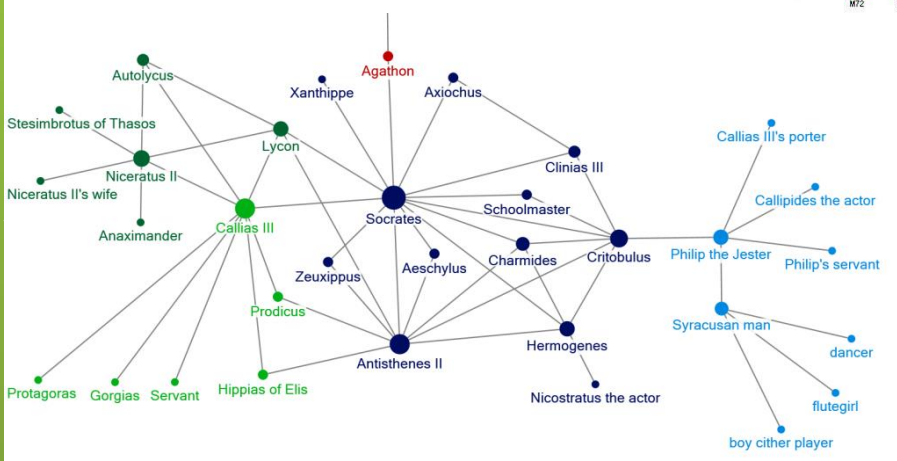 M72
Agathon
Autolycus
Xanthippe
Axiochus
Stesimbrotus of Thasos
Lycon
Callias III's porter
Clinias III
Niceratus II
Niceratus II's wife
Callipides the actor
Schoolmaster
Socrates
Callias III
Anaximander
Charmides
Critobulus
Philip the Jester
Philip's servant
Zeuxippus
Aeschylus
Prodicus
Syracusan man
Hermogenes
dancer
Antisthenes II
Protagoras
Gorgias
Servant
Hippias of Elis
Nicostratus the actor
flutegirl
boy cither player